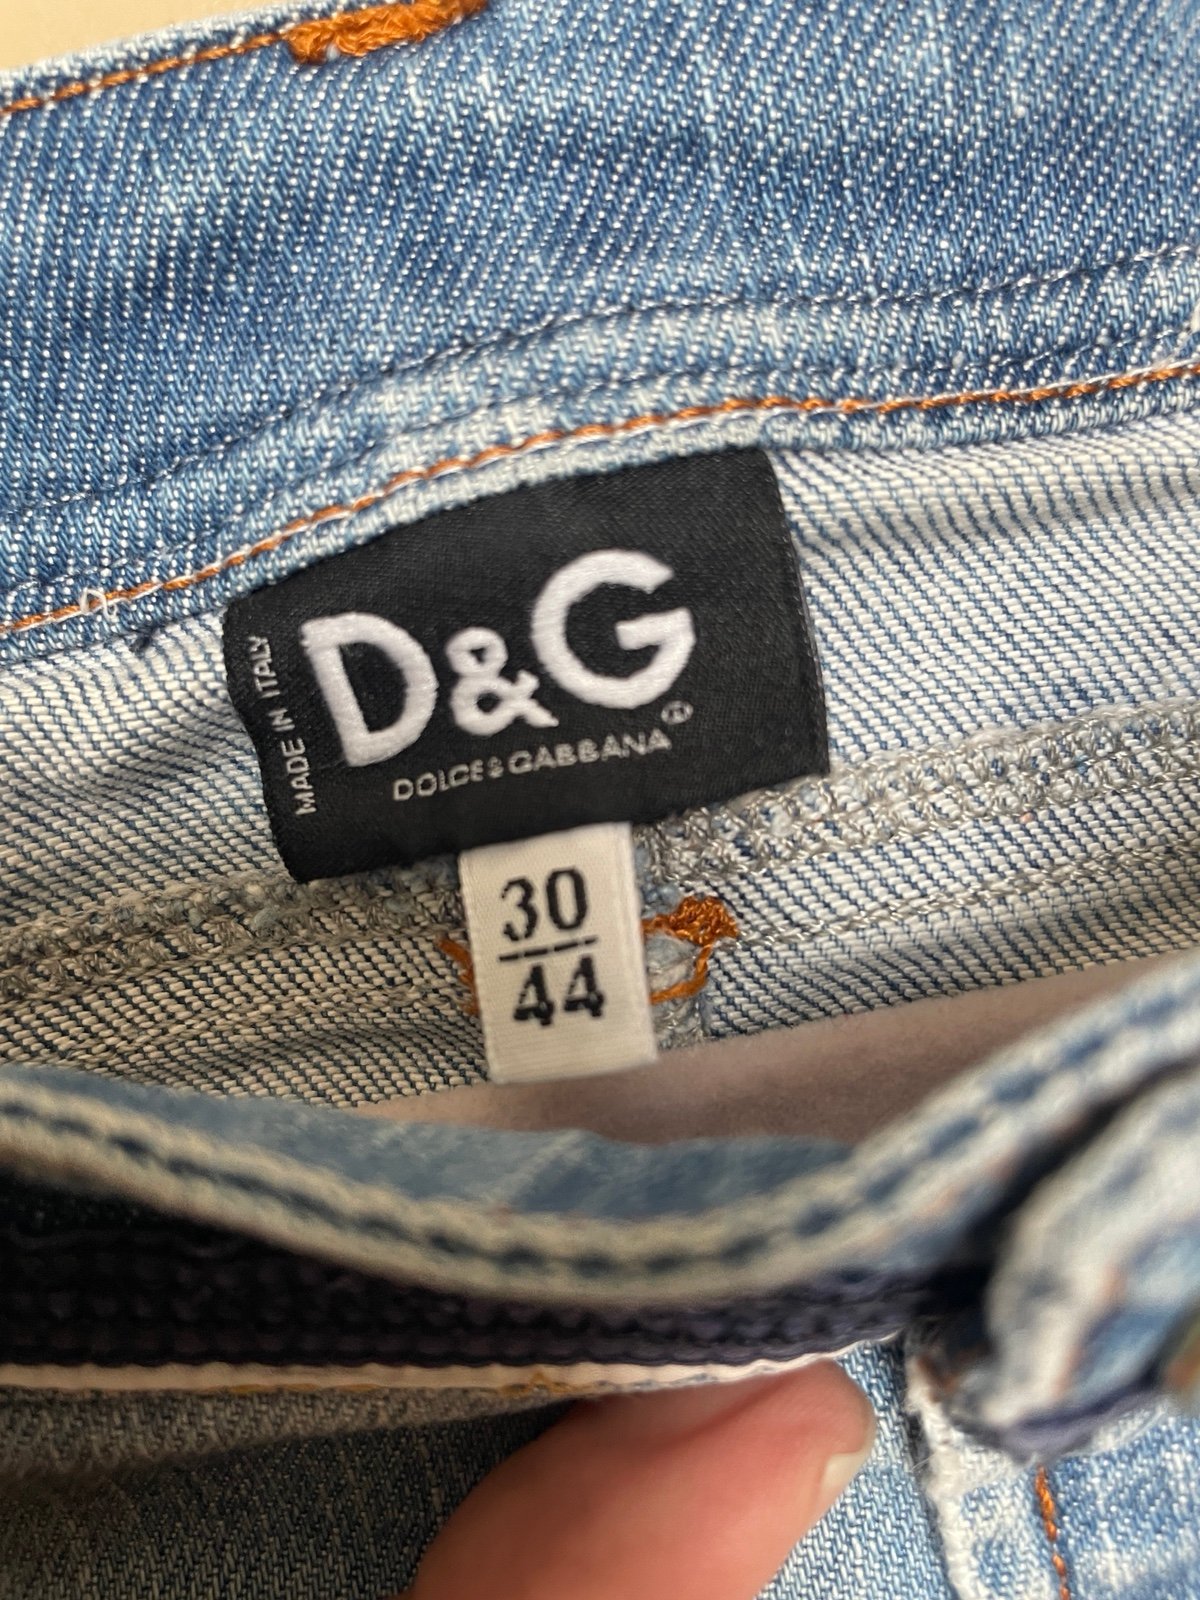 MADE IN ITALY
D&G
®
DOLCE & GABBANA
30
44